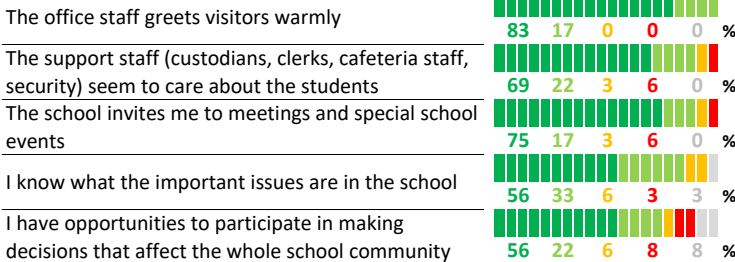 The office staff greets visitors warmly
83 17 0 0 0 %
The support staff (custodians, clerks, cafeteria staff,
security) seem to care about the students
69 22 3 6 0 %
The school invites me to meetings and special school
events
75 17 3 6 0 %
I know what the important issues are in the school
56 33 6 3 3 %
I have opportunities to participate in making
decisions that affect the whole school community
56 22 6 8 8 %